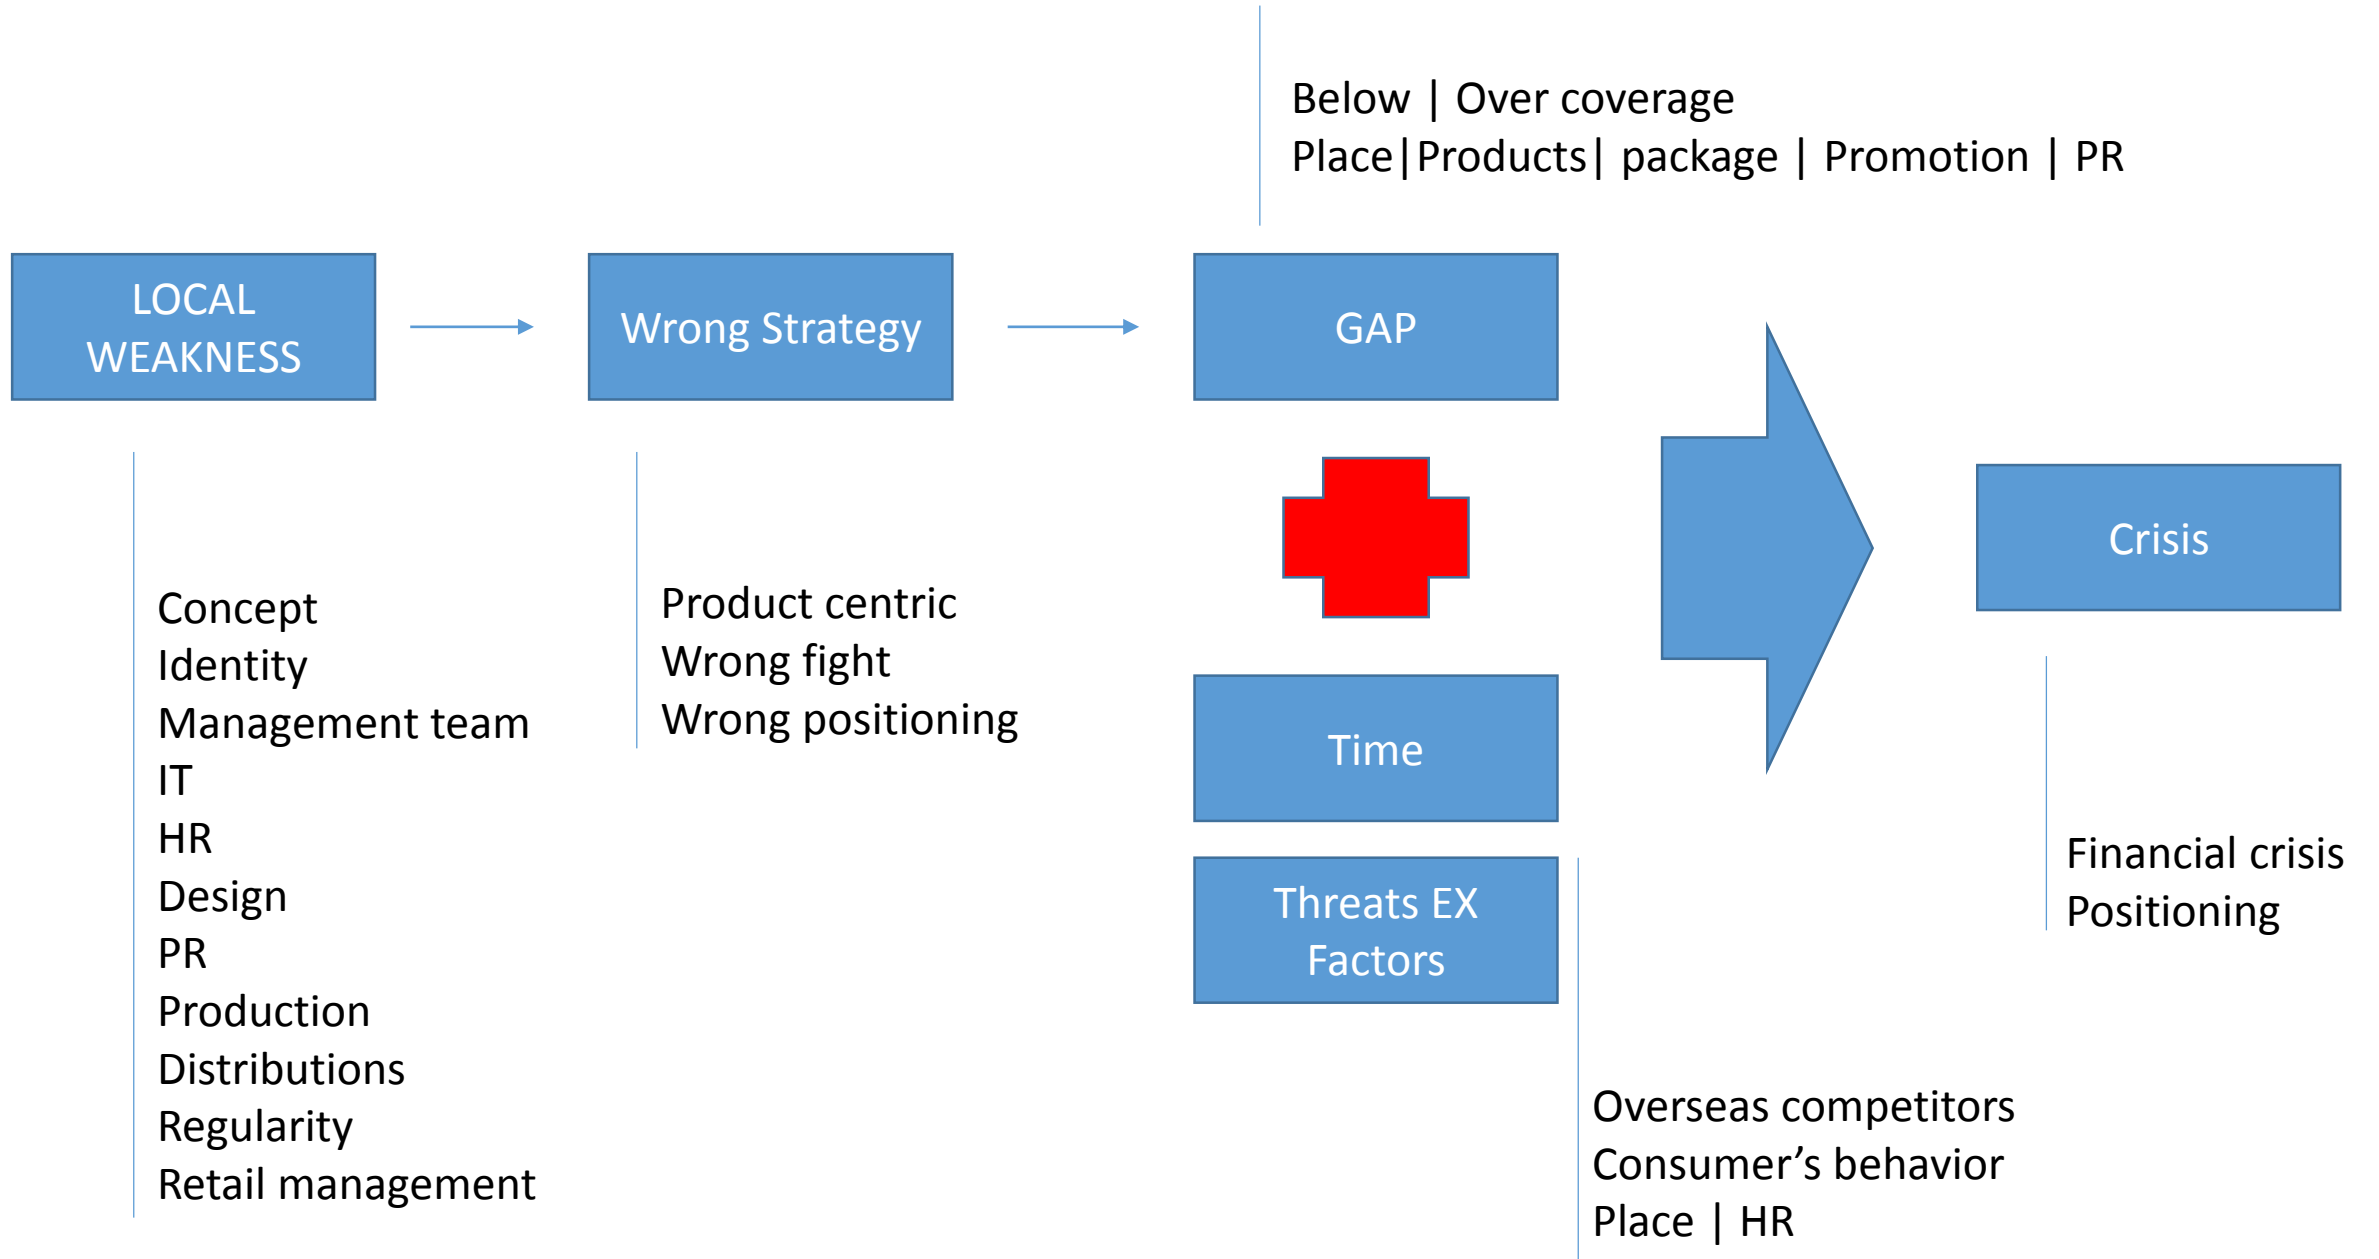 Below | Over coverage
Place|Products| package | Promotion | PR
LOCAL
WEAKNESS
Wrong Strategy
GAP
Crisis
Time
Threats EX
Factors
Concept
Identity
Management team
IT
HR
Design
PR
Production
Distributions
Regularity
Retail management
Product centric
Wrong fight
Wrong positioning
Overseas competitors
Consumer’s behavior
Place | HR
Financial crisis
Positioning